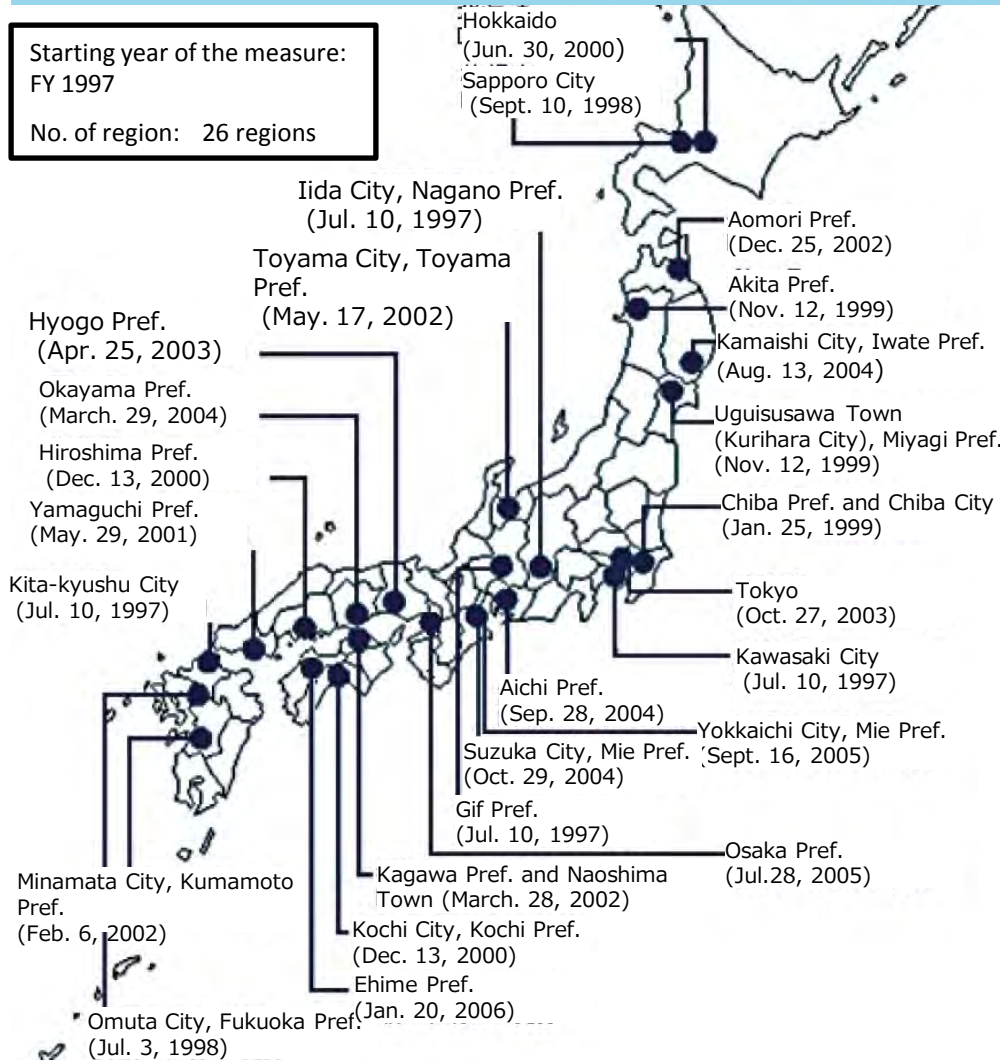 Starting year of the measure:
FY 1997
No. of region: 26 regions
Hokkaido
(Jun. 30, 2000)
Sapporo City
(Sept. 10, 1998)
Iida City, Nagano Pref.
(Jul. 10, 1997)
Toyama City, Toyama
Pref.
(May. 17, 2002)
Hyogo Pref.
(Apr. 25, 2003)
Okayama Pref.
(March. 29, 2004)
Hiroshima Pref.
(Dec. 13, 2000)
Yamaguchi Pref.
(May. 29, 2001)
Kita-kyushu City
(Jul. 10, 1997)
Aomori Pref.
(Dec. 25, 2002)
Akita Pref.
(Nov. 12, 1999)
Kamaishi City, Iwate Pref.
(Aug. 13, 2004)
Uguisusawa Town
(Kurihara City), Miyagi Pref.
(Nov. 12, 1999)
Chiba Pref. and Chiba City
(Jan. 25, 1999)
Tokyo
(Oct. 27, 2003)
Kawasaki City
(Jul. 10, 1997)
Aichi Pref.
(Sep. 28, 2004)
Yokkaichi City, Mie Pref.
(Sept. 16, 2005)
Suzuka City, Mie Pref.
(Oct. 29, 2004)
Gif Pref.
(Jul. 10, 1997)
Osaka Pref.
(Jul.28, 2005)
Minamata City, Kumamoto
Pref.
(Feb. 6, 2002)
Kagawa Pref. and Naoshima
Town (March. 28, 2002)
Kochi City, Kochi Pref.
(Dec. 13, 2000)
Ehime Pref.
(Jan. 20, 2006)
Omuta City, Fukuoka Pref.
(Jul. 3, 1998)